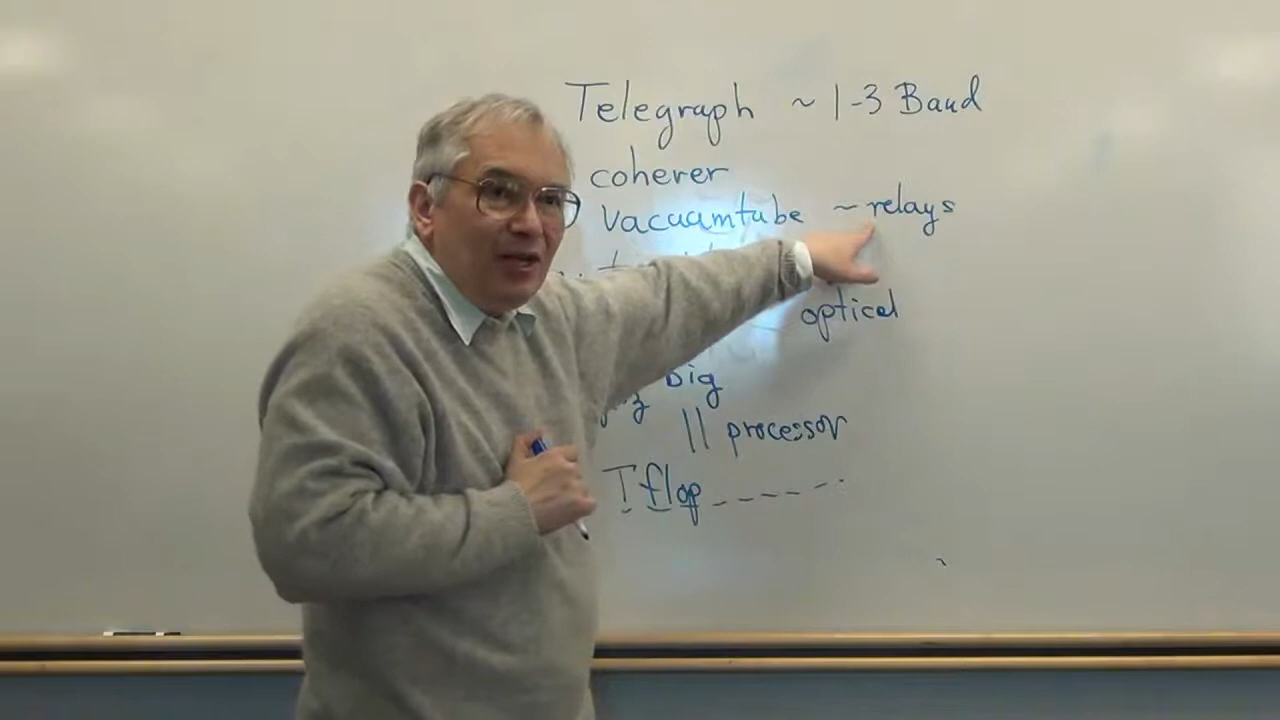 Telegraph ~ 1-3 Baud
coherer
vacuumtube ~ relays
optical
big
|| processor
Tflop -----